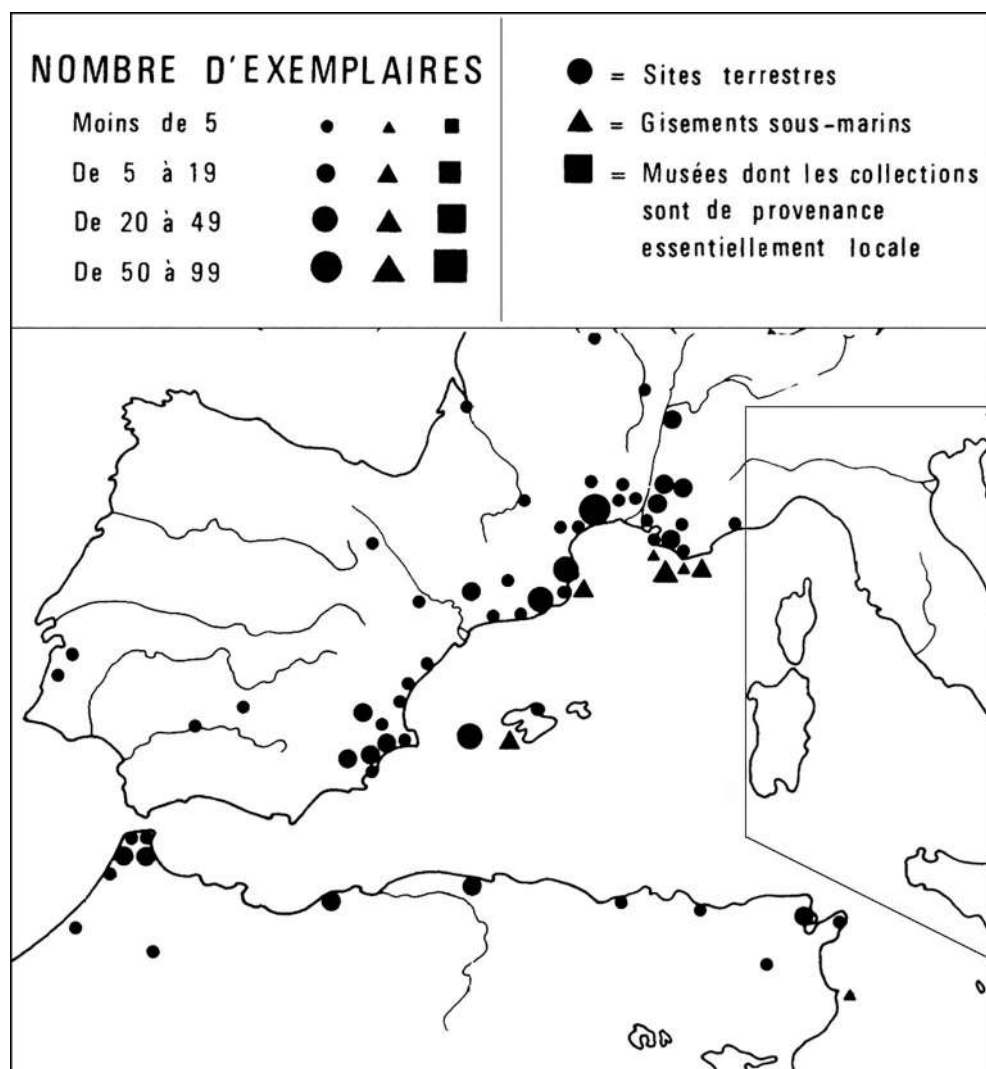 NOMBRE D'EXEMPLAIRES
Moins de 5
De 5 à 19
De 20 à 49
De 50 à 99
= Sites terrestres
= Gisements sous-marins
= Musées dont les collections
sont de provenance
essentiellement locale